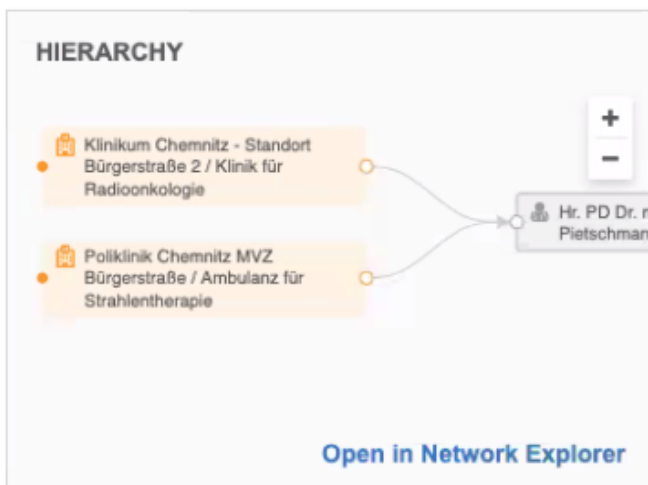 HIERARCHY
Klinikum Chemnitz - Standort
Bürgerstraße 2 / Klinik für
Radioonkologie
+
−
Hr. PD Dr.
Pietschman
Poliklinik Chemnitz MVZ
Bürgerstraße / Ambulanz für
Strahlentherapie
Open in Network Explorer